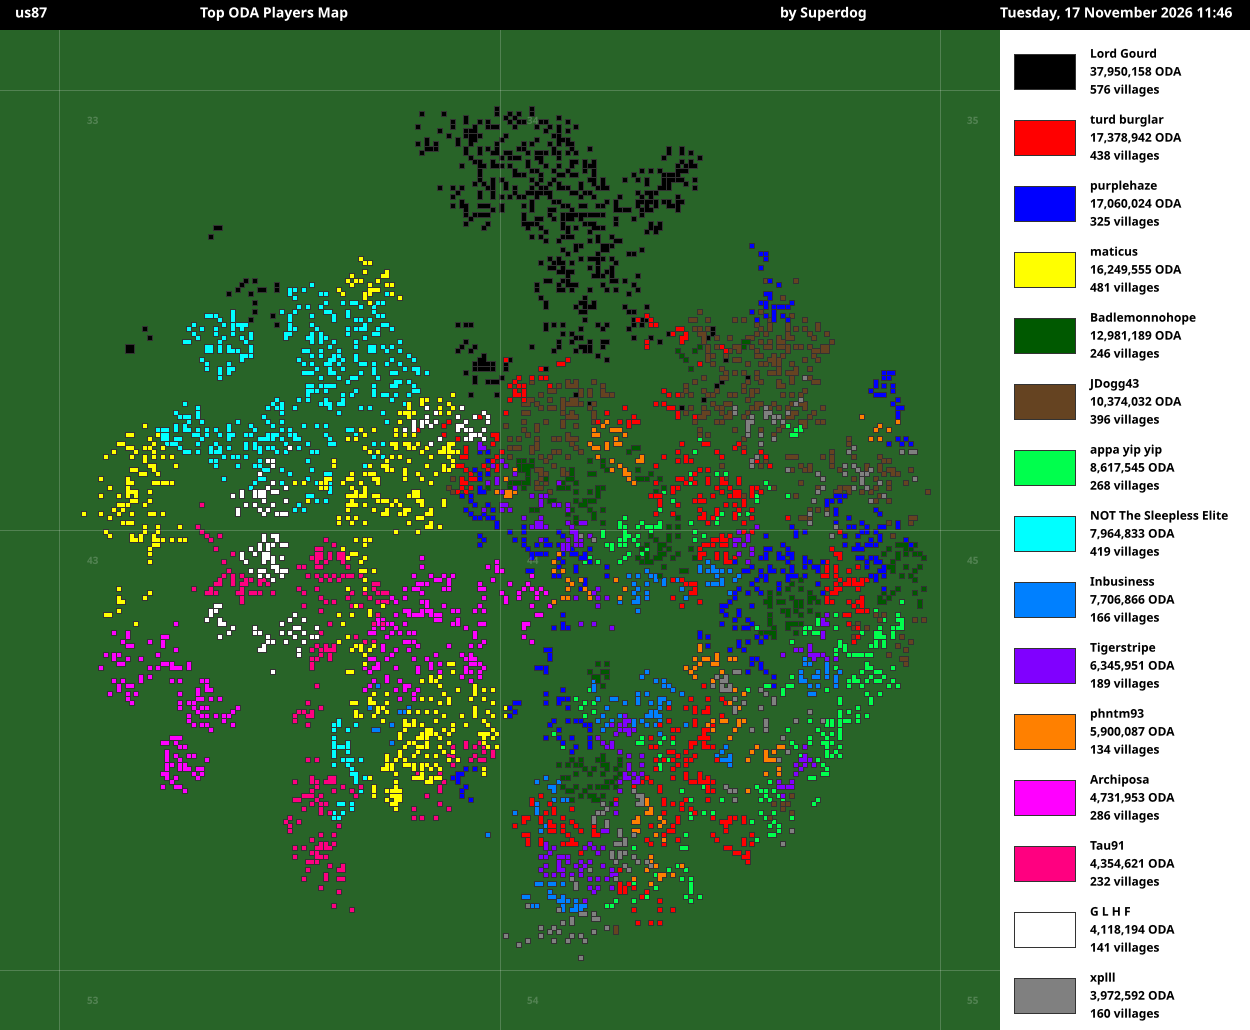 us87
Top ODA Players Map
by Superdog
Tuesday, 17 November 2026 11:46
33
34
35
43
44
45
53
54
55
Lord Gourd
37,950,158 ODA
576 villages
turd burglar
17,378,942 ODA
438 villages
purplehaze
17,060,024 ODA
325 villages
maticus
16,249,555 ODA
481 villages
Badlemonnohope
12,981,189 ODA
246 villages
JDogg43
10,374,032 ODA
396 villages
appa yip yip
8,617,545 ODA
268 villages
NOT The Sleepless Elite
7,964,833 ODA
419 villages
Inbusiness
7,706,866 ODA
166 villages
Tigerstripe
6,345,951 ODA
189 villages
phntm93
5,900,087 ODA
134 villages
Archiposa
4,731,953 ODA
286 villages
Tau91
4,354,621 ODA
232 villages
G L H F
4,118,194 ODA
141 villages
xplll
3,972,592 ODA
160 villages